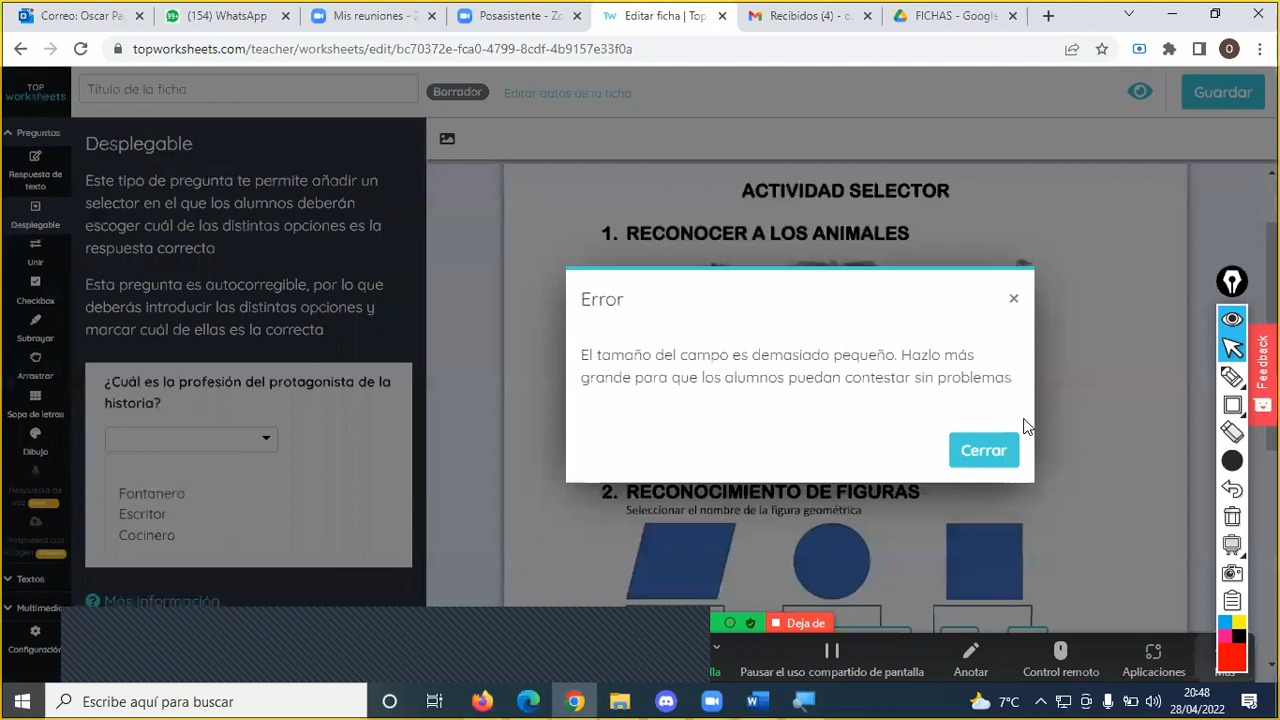 Correo: Oscar Pa
(154) WhatsApp
Mis reuniones - Z
Posasistente - Zo
Editar ficha | Top
Recibidos (4) - c.
FICHAS - Google
topworksheets.com/teacher/worksheets/edit/bc70372e-fca0-4799-8cdf-4b9157e33f0a
O
TOP
worksheets
Título de la ficha
Borrador
Editar datos de la ficha
Guardar
Preguntas
Respuesta de
texto
Desplegable
Unir
Checkbox
Subrayar
Arrastrar
Sopa de letras
Dibujo
Respuesta de
voz
Respuesta con
imagen
Textos
Multimedia
Configuración
Desplegable
Este tipo de pregunta te permite añadir un
selector en el que los alumnos deberán
escoger cuál de las distintas opciones es la
respuesta correcta
Esta pregunta es autocorregible, por lo que
deberás introducir las distintas opciones y
marcar cuál de ellas es la correcta
¿Cuál es la profesión del protagonista de la
historia?
Fontanero
Escritor
Cocinero
Más Información
ACTIVIDAD SELECTOR
1. RECONOCER A LOS ANIMALES
Error
×
El tamaño del campo es demasiado pequeño. Hazlo más
grande para que los alumnos puedan contestar sin problemas
Cerrar
2. RECONOCIMIENTO DE FIGURAS
Seleccionar el nombre de la figura geométrica
Feedback
Deja de
Pausar el uso compartido de pantalla
Anotar
Control remoto
Aplicaciones
Más
Escribe aquí para buscar
7°C
20:48
28/04/2022